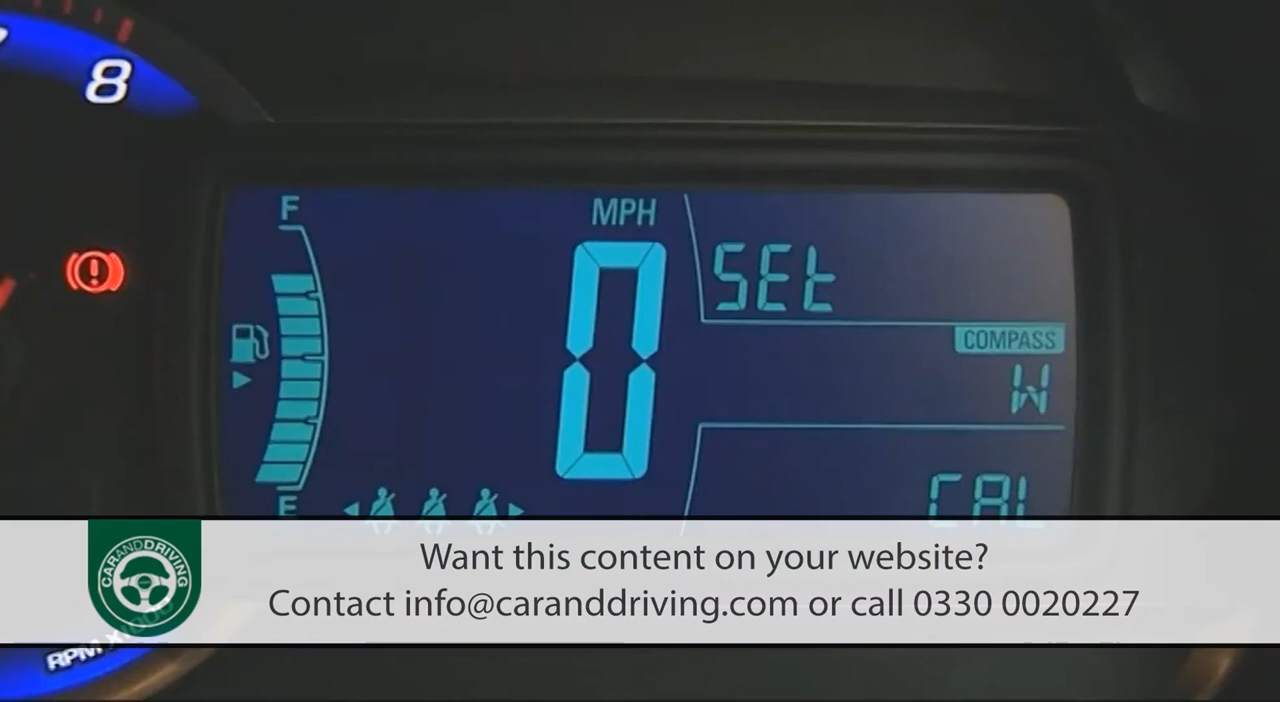 8
F
MPH
0
SEt
COMPASS
W
CAL
E
CARANDDRIVING
Want this content on your website?
Contact info@caranddriving.com or call 0330 0020227
RPM